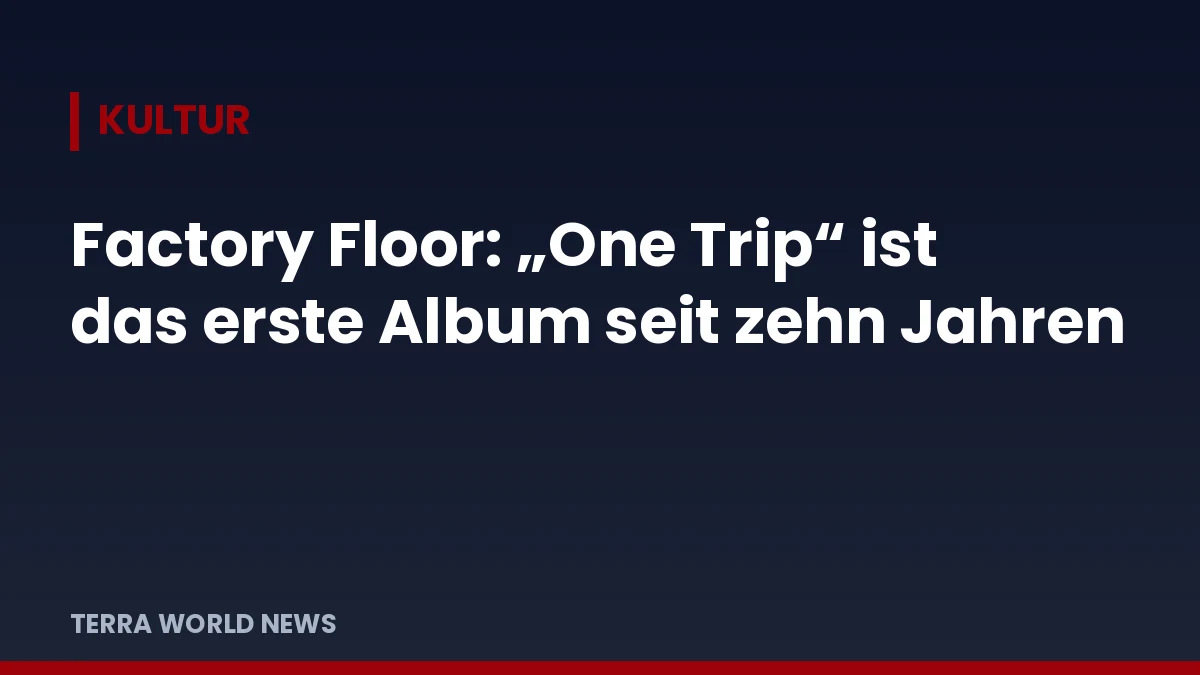 KULTUR
Factory Floor: „One Trip“ ist
das erste Album seit zehn Jahren
TERRA WORLD NEWS